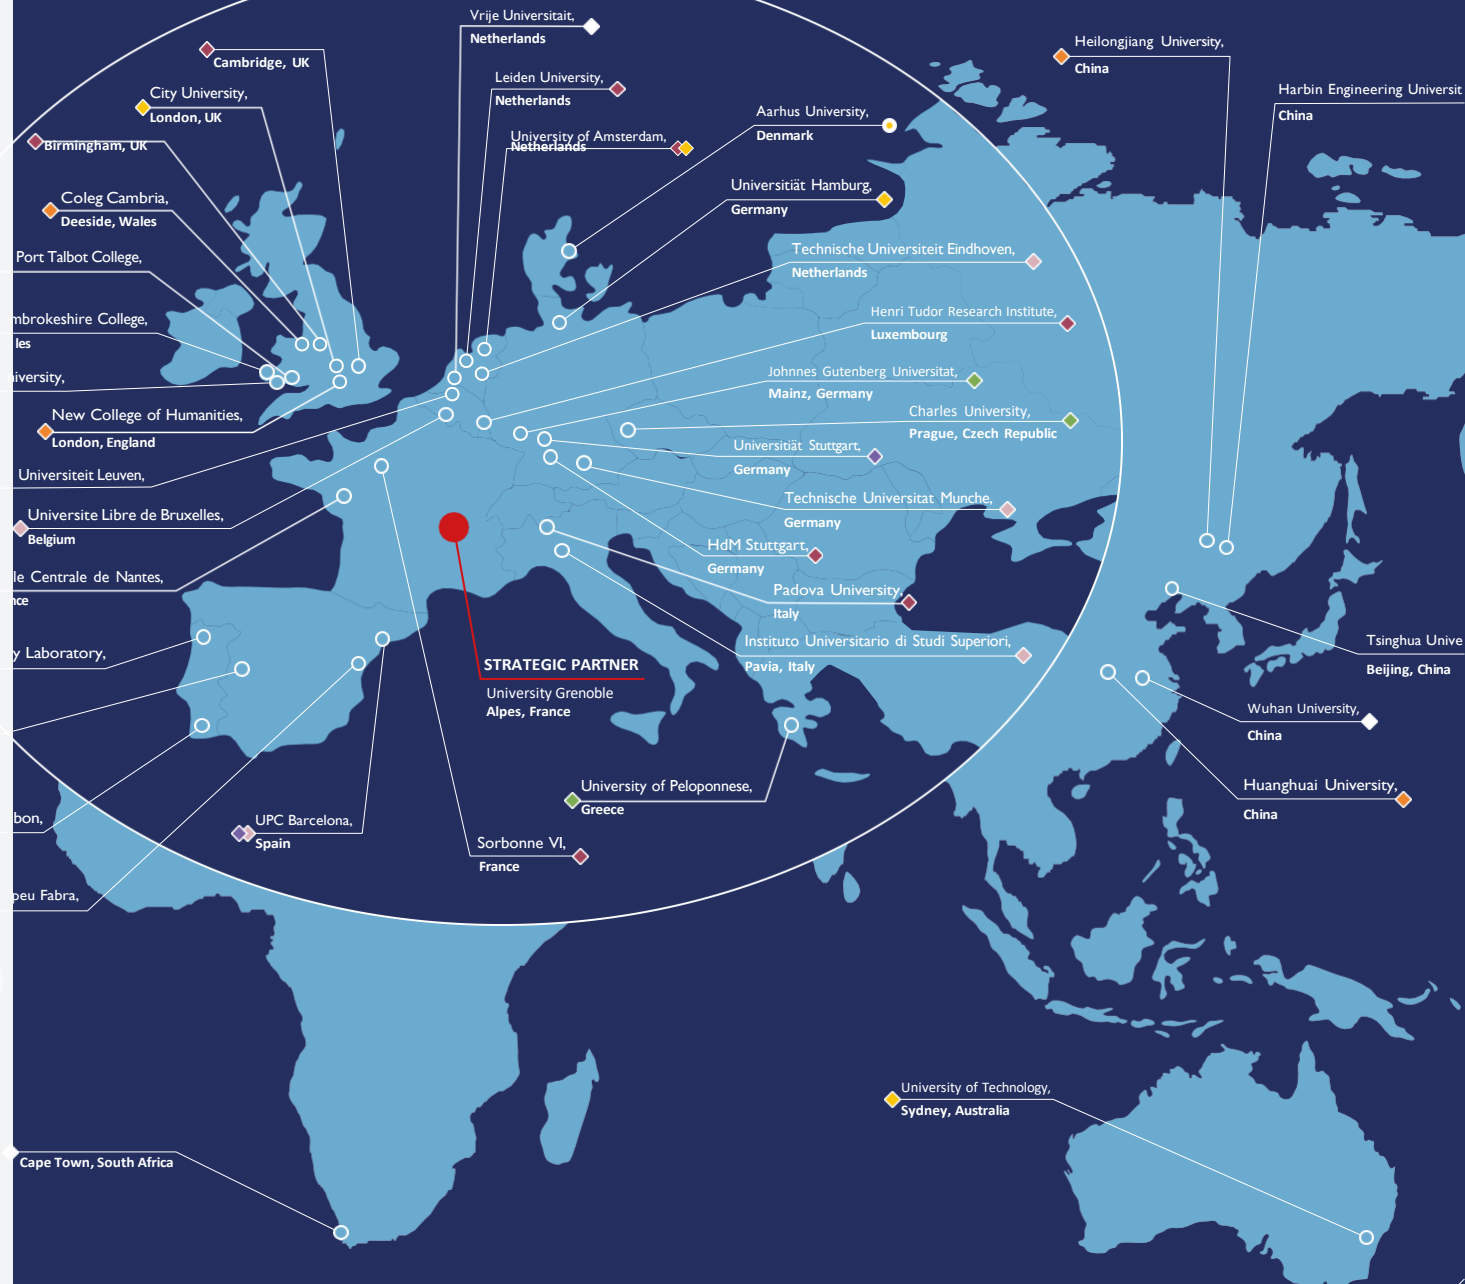 Vrije Universitait,
Netherlands
Cambridge, UK
Leiden University,
Netherlands
City University,
London, UK
University of Amsterdam,
Netherlands
Birmingham, UK
Aarhus University,
Denmark
Heilongjiang University,
China
Harbin Engineering Universit
China
Coleg Cambria,
Deeside, Wales
Universitiät Hamburg,
Germany
Port Talbot College,
Technische Universiteit Eindhoven,
Netherlands
mbrokeshire College,
les
Henri Tudor Research Institute,
Luxembourg
niversity,
Johnnes Gutenberg Universitat,
Mainz, Germany
New College of Humanities,
London, England
Charles University,
Prague, Czech Republic
Universitiät Stuttgart,
Germany
Universiteit Leuven,
Technische Universitat Munche,
Germany
Universite Libre de Bruxelles,
Belgium
HdM Stuttgart,
Germany
le Centrale de Nantes,
nce
Padova University,
Italy
y Laboratory,
Instituto Universitario di Studi Superiori,
Pavia, Italy
Tsinghua Unive
Beijing, China
STRATEGIC PARTNER
University Grenoble
Alpes, France
Wuhan University,
China
University of Peloponnese,
Greece
Huanghuai University,
China
bon,
UPC Barcelona,
Spain
Sorbonne VI,
France
peu Fabra,
University of Technology,
Sydney, Australia
Cape Town, South Africa